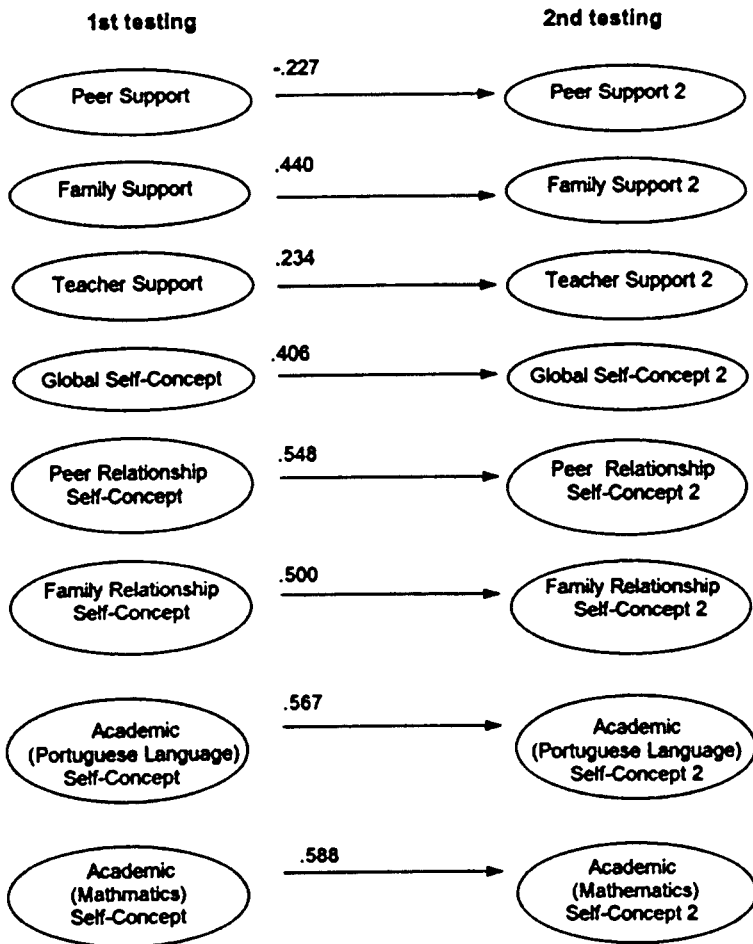 1st testing
2nd testing
-.227
Peer Support
Peer Support 2
.440
Family Support
Family Support 2
.234
Teacher Support
Teacher Support 2
.406
Global Self-Concept
Global Self-Concept 2
.548
Peer Relationship
Self-Concept
Peer Relationship
Self-Concept 2
.500
Family Relationship
Self-Concept
Family Relationship
Self-Concept 2
.567
Academic
(Portuguese Language)
Self-Concept
Academic
(Portuguese Language)
Self-Concept 2
.588
Academic
(Mathmatics)
Self-Concept
Academic
(Mathematics)
Self-Concept 2